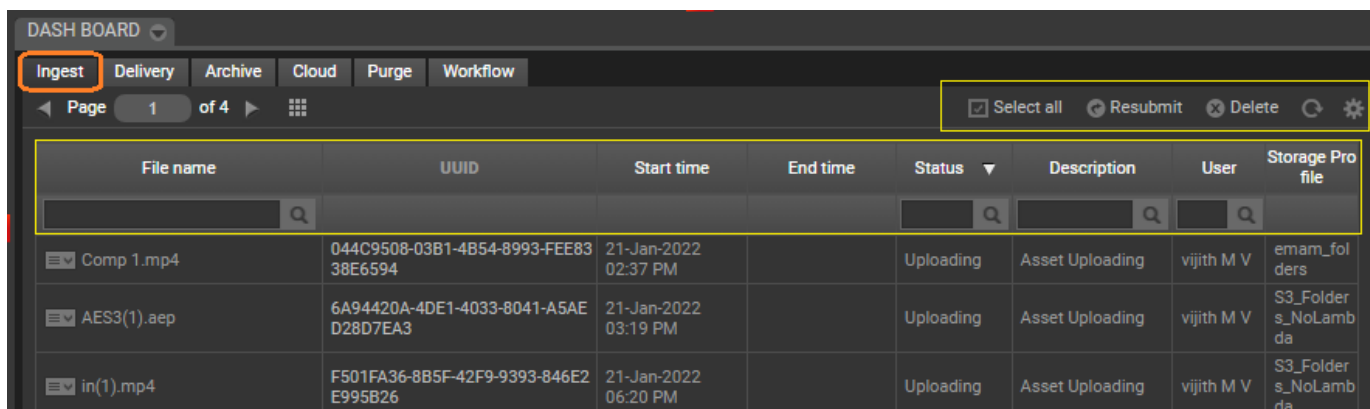 DASH BOARD
Ingest Delivery Archive Cloud Purge Workflow
Page 1 of 4 Select all Resubmit Delete
File name UUID Start time End time Status Description User Storage Pro
file
Comp 1.mp4 044C9508-03B1-4B54-8993-FEE83 21-Jan-2022 Uploading Asset Uploading vijith M V emam_fol
38E6594 02:37 PM ders
AES3(1).aep 6A94420A-4DE1-4033-8041-A5AE 21-Jan-2022 Uploading Asset Uploading vijith M V S3_Folder
D28D7EA3 03:19 PM s_NoLamb
da
in(1).mp4 F501FA36-8B5F-42F9-9393-846E2 21-Jan-2022 Uploading Asset Uploading vijith M V S3_Folder
E995B26 06:20 PM s_NoLamb
da